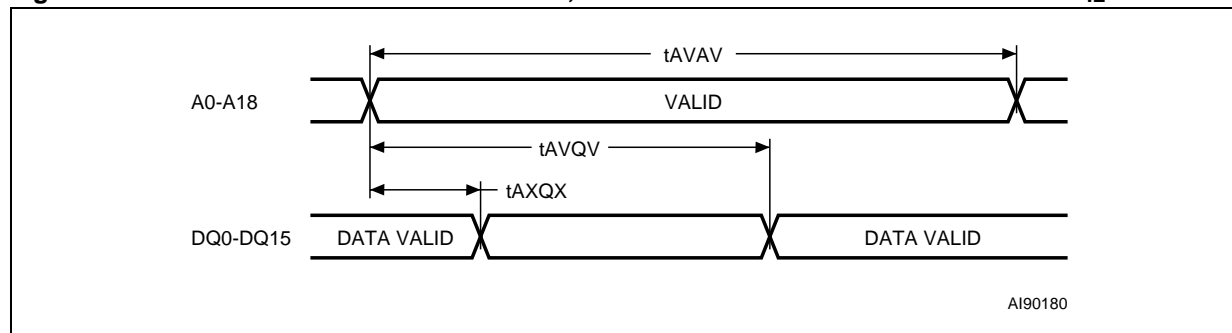 tAVAV
A0-A18 VALID
tAVQV
tAXQX
DQ0-DQ15 DATA VALID DATA VALID
AI90180